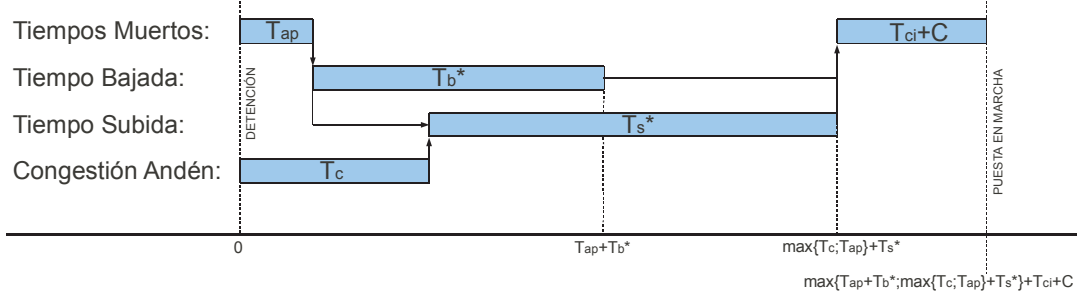 Tiempos Muertos: Tap Tci+C
Tiempo Bajada: Tb*
DETENCIÓN
Tiempo Subida: Ts*
PUESTA EN MARCHA
Congestión Andén: Tc
0 Tap+Tb* max{Tc;Tap}+Ts*
max{Tap+Tb*;max{Tc;Tap}+Ts*}+Tci+C